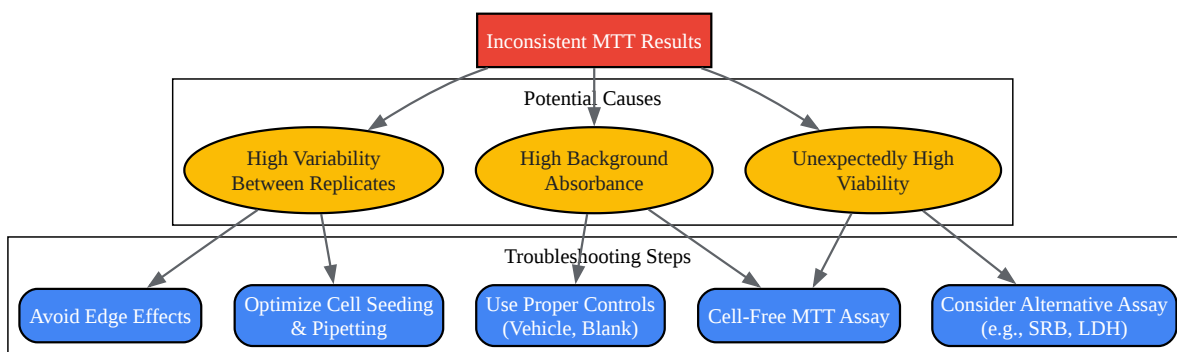 Inconsistent MTT Results
Potential Causes
High Variability
Between Replicates
High Background
Absorbance
Unexpectedly High
Viability
Troubleshooting Steps
Avoid Edge Effects
Optimize Cell Seeding
& Pipetting
Use Proper Controls
(Vehicle, Blank)
Cell-Free MTT Assay
Consider Alternative Assay
(e.g., SRB, LDH)